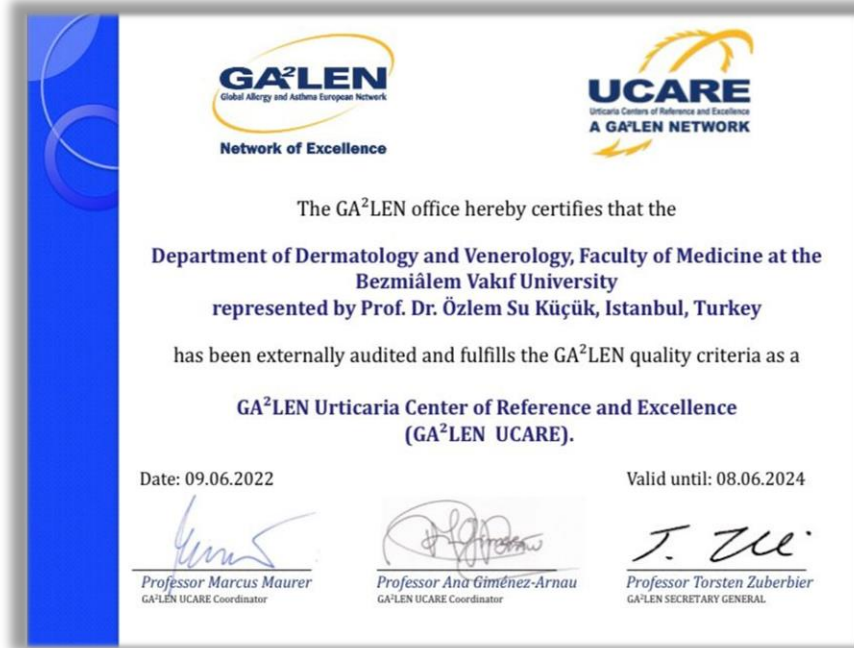 GA²LEN
Global Allergy and Asthma European Network
Network of Excellence
UCARE
Urticaria Centers of Reference and Excellence
A GA²LEN NETWORK
The GA²LEN office hereby certifies that the
Department of Dermatology and Venerology, Faculty of Medicine at the
Bezmiâlem Vakıf University
represented by Prof. Dr. Özlem Su Küçük, Istanbul, Turkey
has been externally audited and fulfills the GA²LEN quality criteria as a
GA²LEN Urticaria Center of Reference and Excellence
(GA²LEN UCARE).
Date: 09.06.2022
Valid until: 08.06.2024
Professor Marcus Maurer
GA²LEN UCARE Coordinator
Professor Ana Giménez-Arnau
GA²LEN UCARE Coordinator
Professor Torsten Zuberbier
GA²LEN SECRETARY GENERAL